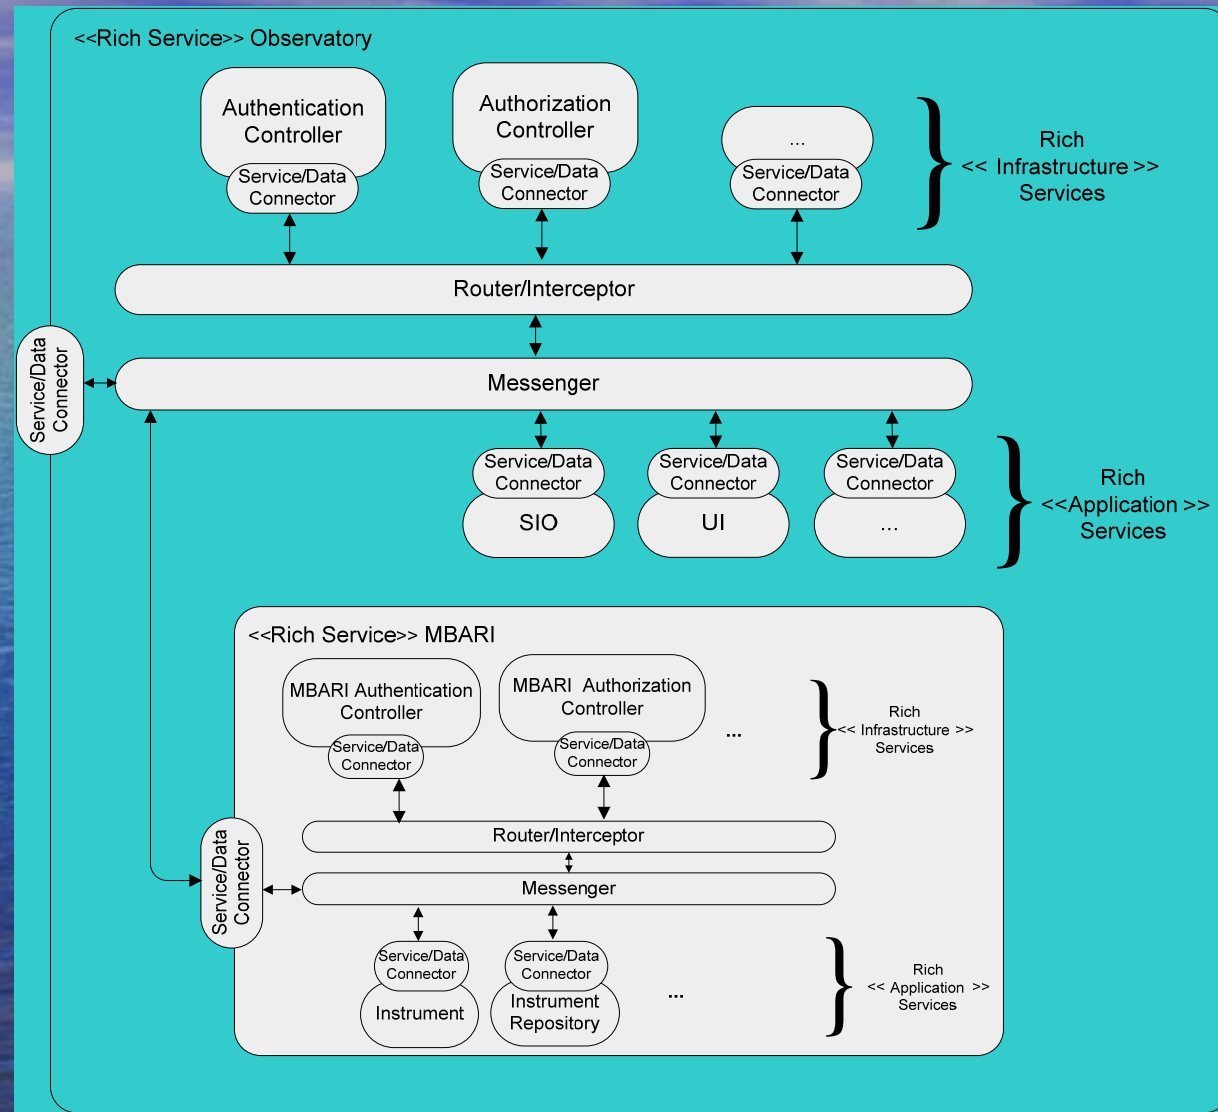 <<Rich Service>> Observatory
Authentication
Controller
Service/Data
Connector
Authorization
Controller
Service/Data
Connector
...
Service/Data
Connector
Rich
<< Infrastructure >>
Services
Router/Interceptor
Service/Data
Connector
Messenger
Service/Data
Connector
SIO
Service/Data
Connector
UI
Service/Data
Connector
...
Rich
<<Application >>
Services
<<Rich Service>> MBARI
MBARI Authentication
Controller
Service/Data
Connector
MBARI Authorization
Controller
Service/Data
Connector
...
Rich
<< Infrastructure >>
Services
Router/Interceptor
Service/Data
Connector
Messenger
Service/Data
Connector
Instrument
Service/Data
Connector
Instrument
Repository
...
Rich
<< Application >>
Services